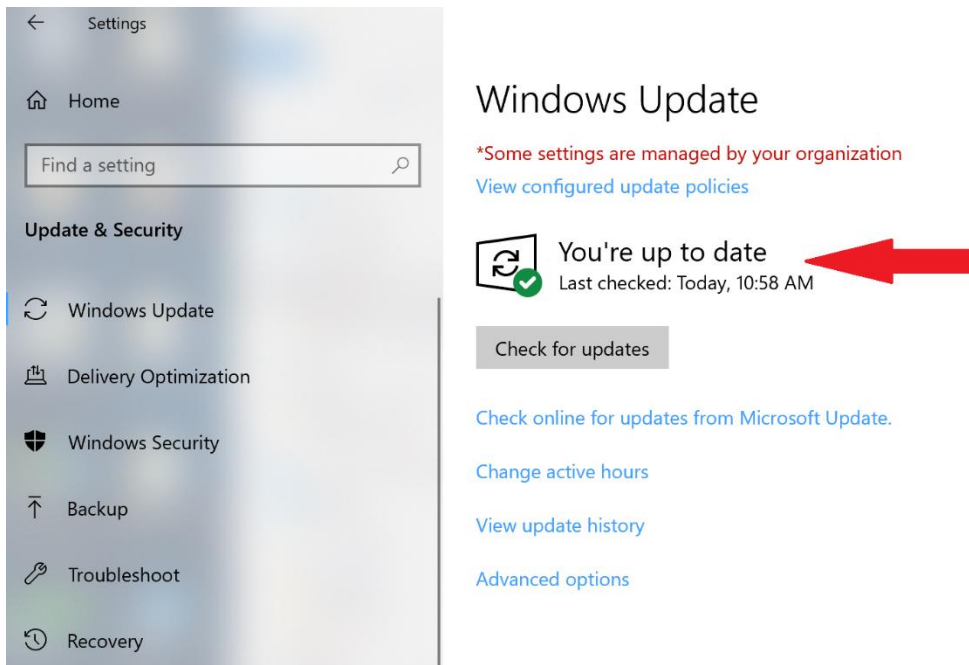 Settings
Home
Find a setting
Update & Security
Windows Update
Delivery Optimization
Windows Security
Backup
Troubleshoot
Recovery
Windows Update
*Some settings are managed by your organization
View configured update policies
You're up to date
Last checked: Today, 10:58 AM
Check for updates
Check online for updates from Microsoft Update.
Change active hours
View update history
Advanced options